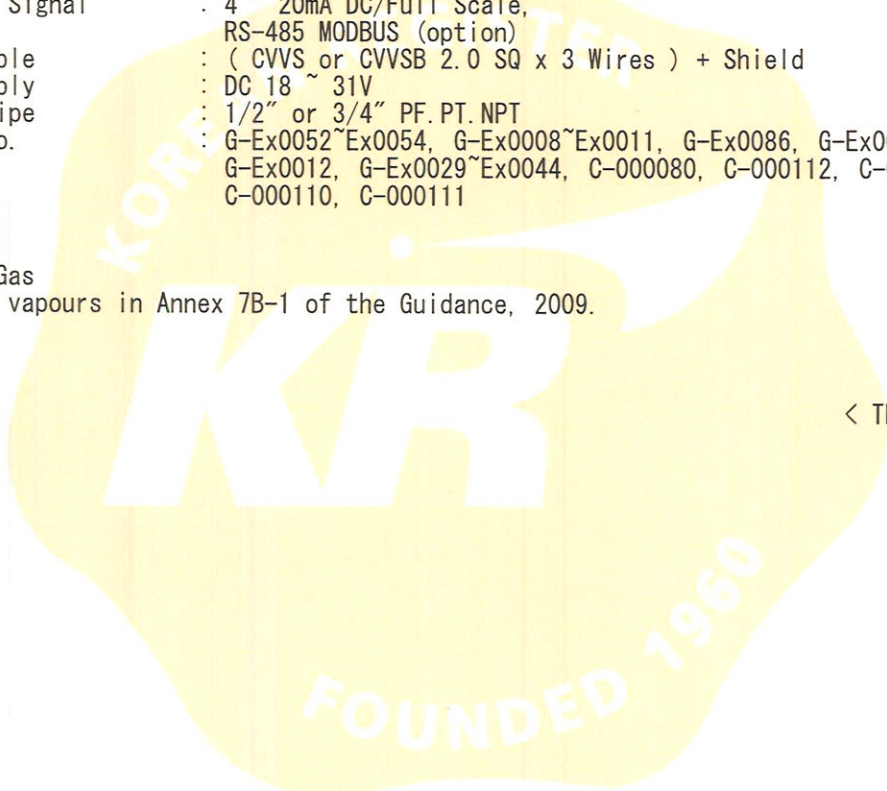 Signal : 4~20mA DC/Full Scale,
RS-485 MODBUS (option)
: ( CVVS or CVVSB 2.0 SQ x 3 Wires ) + Shield
: DC 18 ~ 31V
: 1/2" or 3/4" PF.PT.NPT
: G-Ex0052~Ex0054, G-Ex0008~Ex0011, G-Ex0086,
G-Ex0012, G-Ex0029~Ex0044, C-000080, C-000112,
C-000110, C-000111
Gas
vapours in Annex 7B-1 of the Guidance, 2009.
<
KOREAN REGISTER
KR
FOUNDED 1960